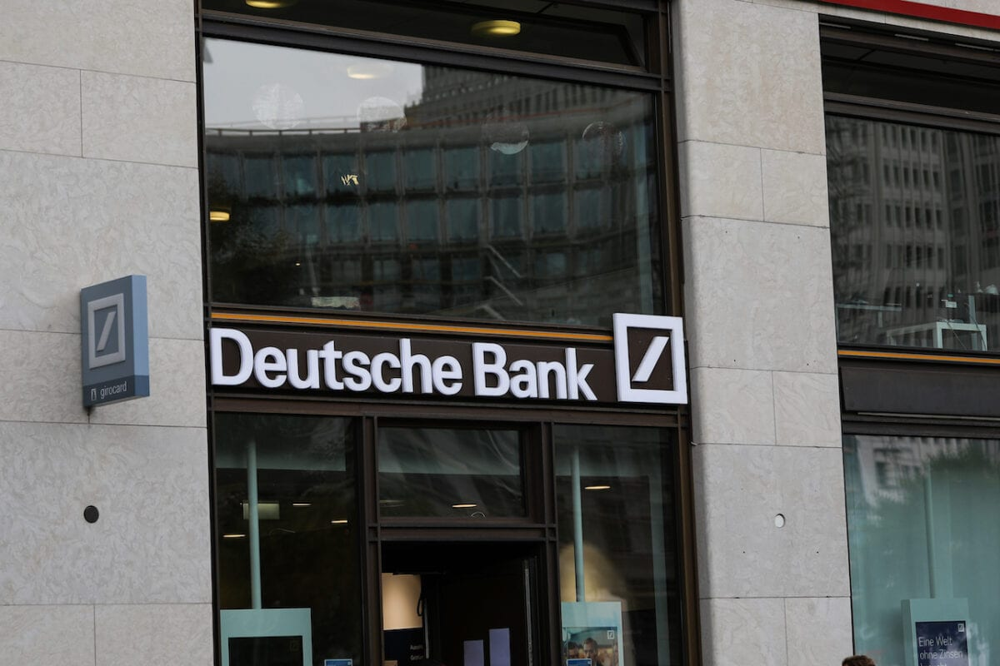 Deutsche Bank
girocard
Eine Welt
ohne Zinsen